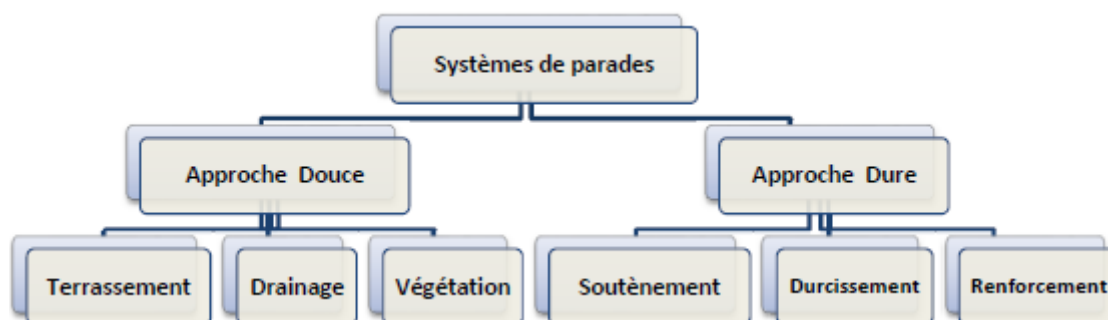 Systèmes de parades
Approche Douce
Approche Dure
Terrassement
Drainage
Végétation
Soutènement
Durcissement
Renforcement